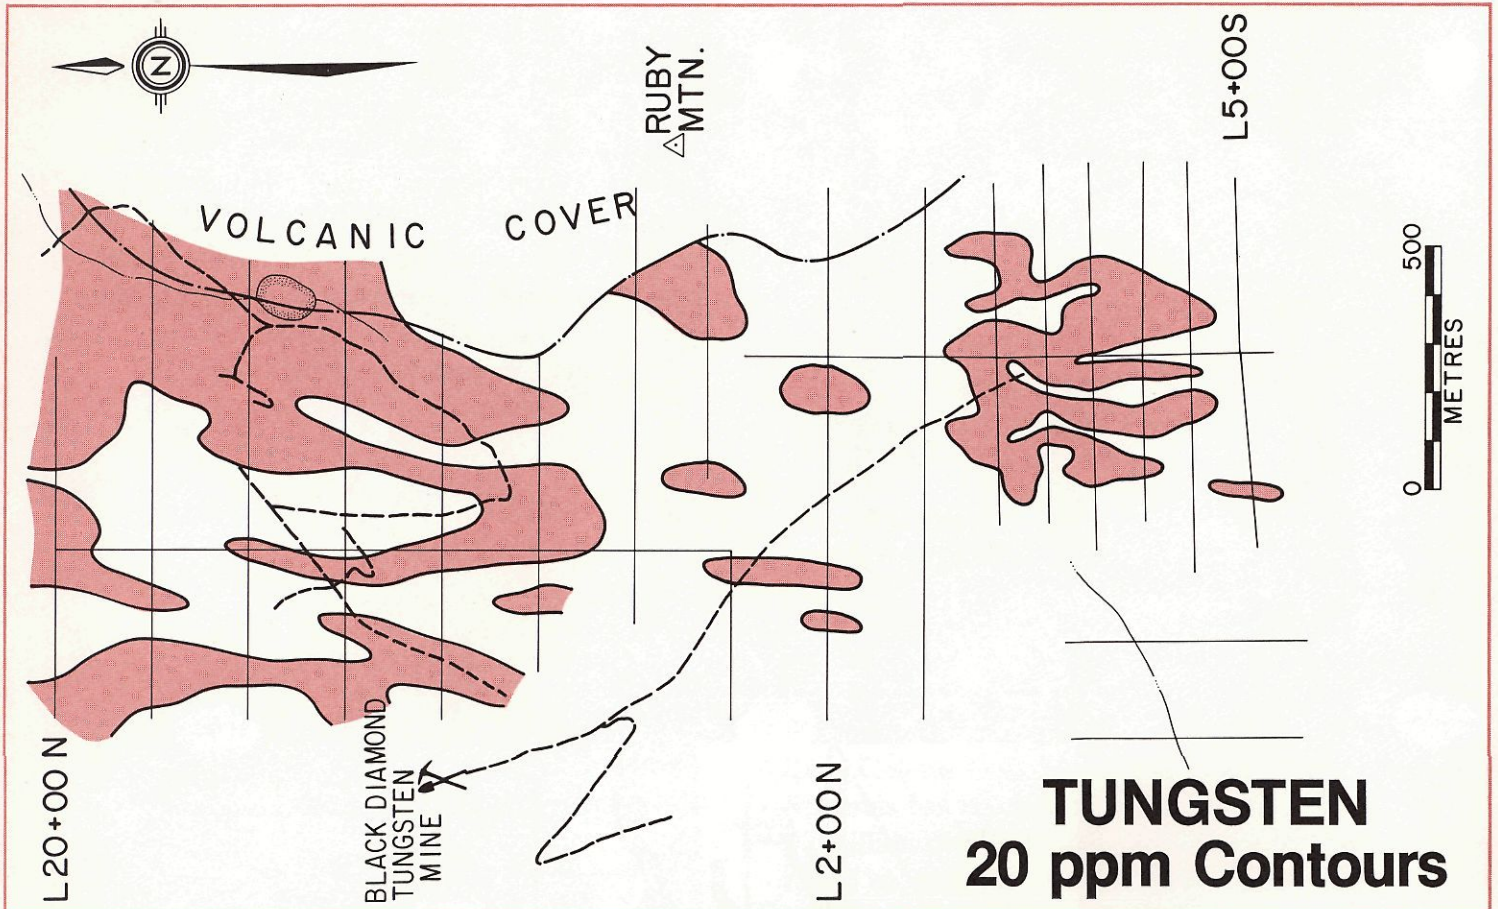 N
RUBY
MTN.
L5+00S
VOLCANIC COVER
500
0
METRES
L20+00N
BLACK DIAMOND
TUNGSTEN
MINE
L2+00N
TUNGSTEN
20 ppm Contours